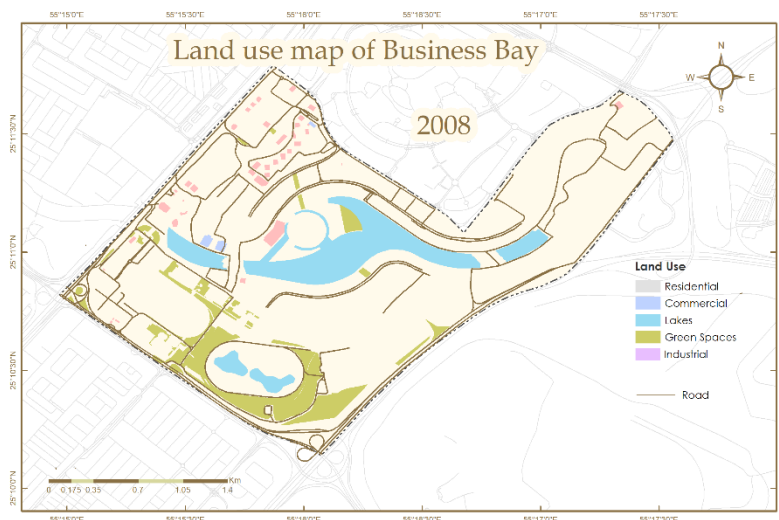 55°15'0"E 55°15'30"E 55°16'0"E 55°16'30"E 55°17'0"E 55°17'30"E
Land use map of Business Bay
2008
N
W E
S
25°11'30"N
25°11'0"N
25°10'30"N
25°10'0"N
Land Use
Residential
Commercial
Lakes
Green Spaces
Industrial
Road
Km
0 0.175 0.35 0.7 1.05 1.4
55°15'0"E 55°15'30"E 55°16'0"E 55°16'30"E 55°17'0"E 55°17'30"E